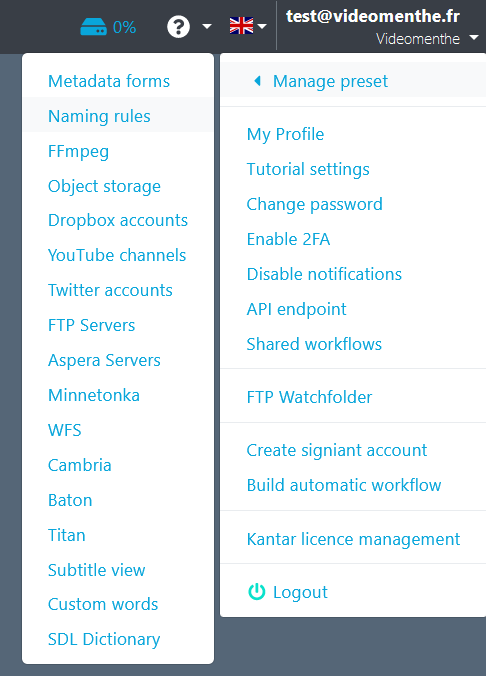 0%
test@videomenthe.fr
Videomenthe
Metadata forms
Naming rules
FFmpeg
Object storage
Dropbox accounts
YouTube channels
Twitter accounts
FTP Servers
Aspera Servers
Minnetonka
WFS
Cambria
Baton
Titan
Subtitle view
Custom words
SDL Dictionary
Manage preset
My Profile
Tutorial settings
Change password
Enable 2FA
Disable notifications
API endpoint
Shared workflows
FTP Watchfolder
Create signiant account
Build automatic workflow
Kantar licence management
Logout